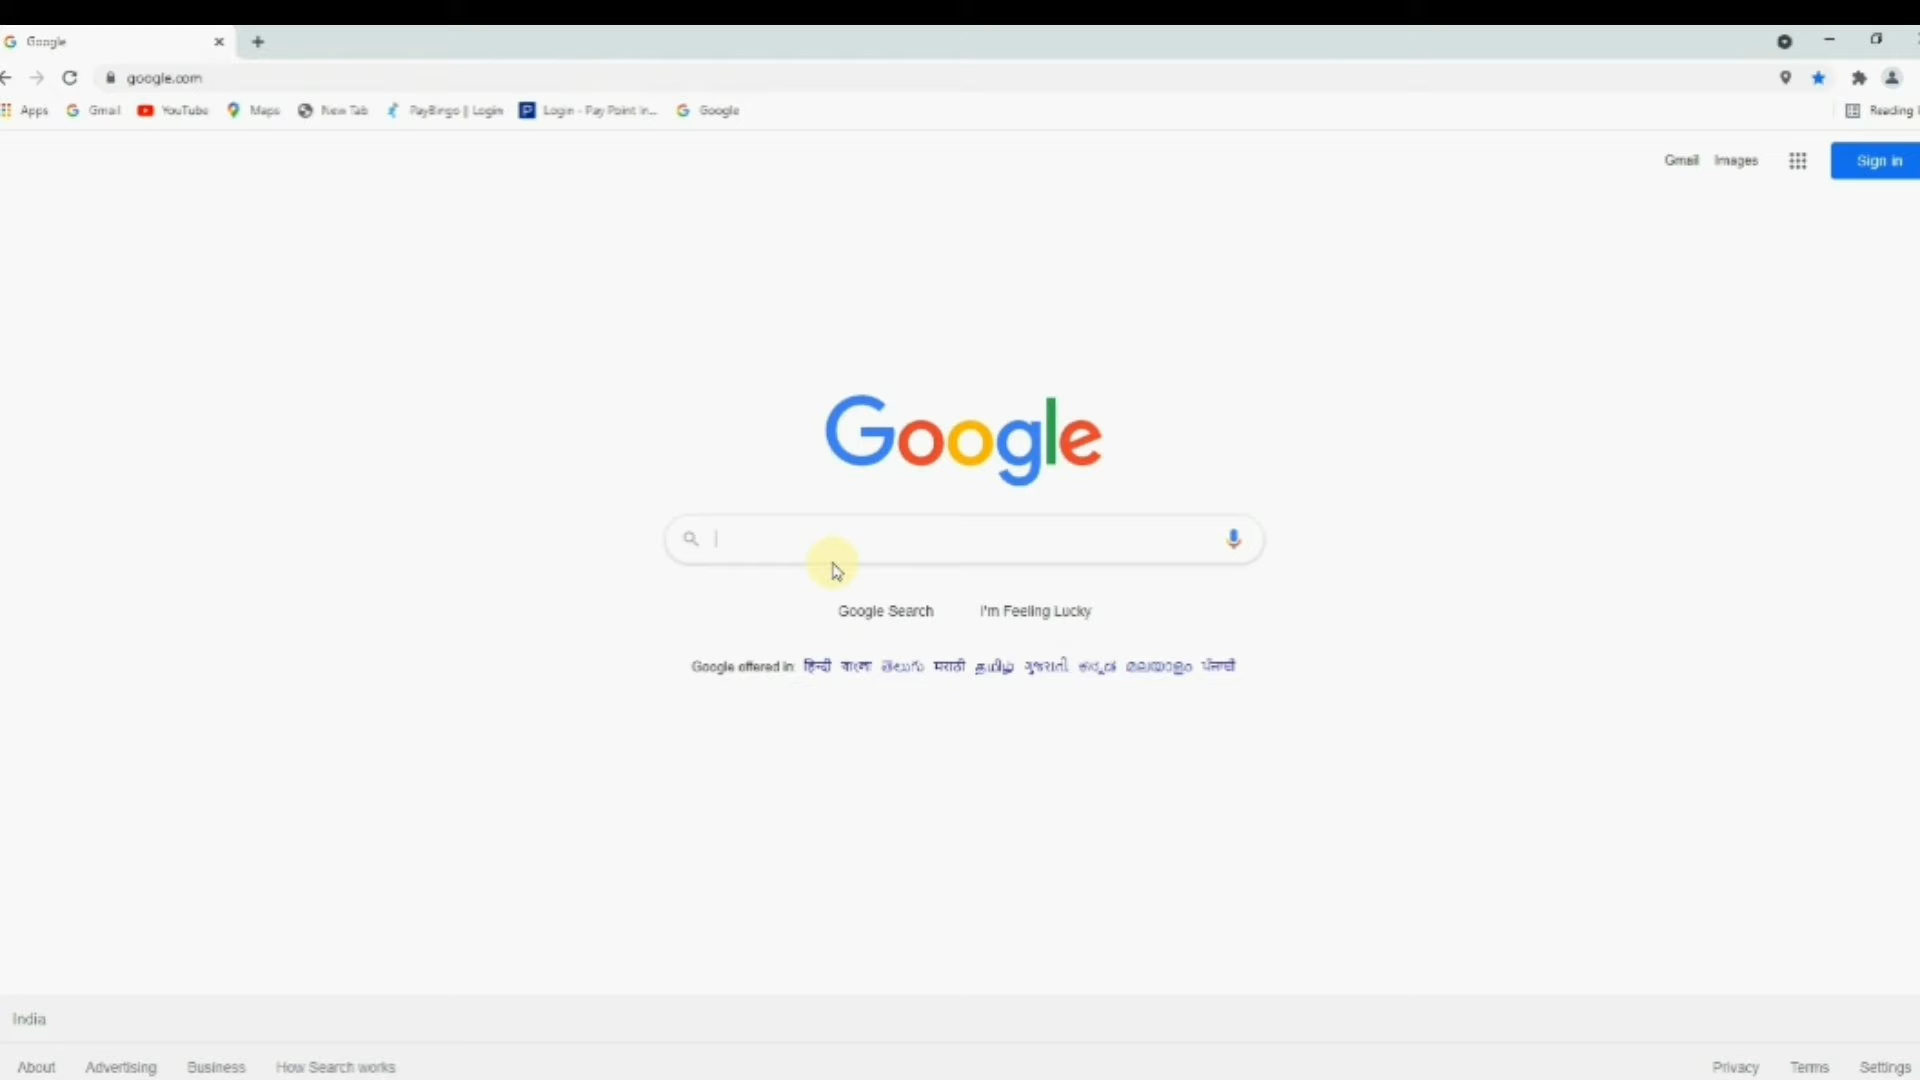 Google
google.com
Apps Gmail YouTube Maps New Tab PayBingo || Login Login - Pay Point In... Google Reading
Gmail Images Sign in
Google
Google Search I'm Feeling Lucky
Google offered in: हिन्दी বাংলা తెలుగు मराठी தமிழ் ગુજરાતી ಕನ್ನಡ മലയാളം ਪੰਜਾਬੀ
India
About Advertising Business How Search works Privacy Terms Settings